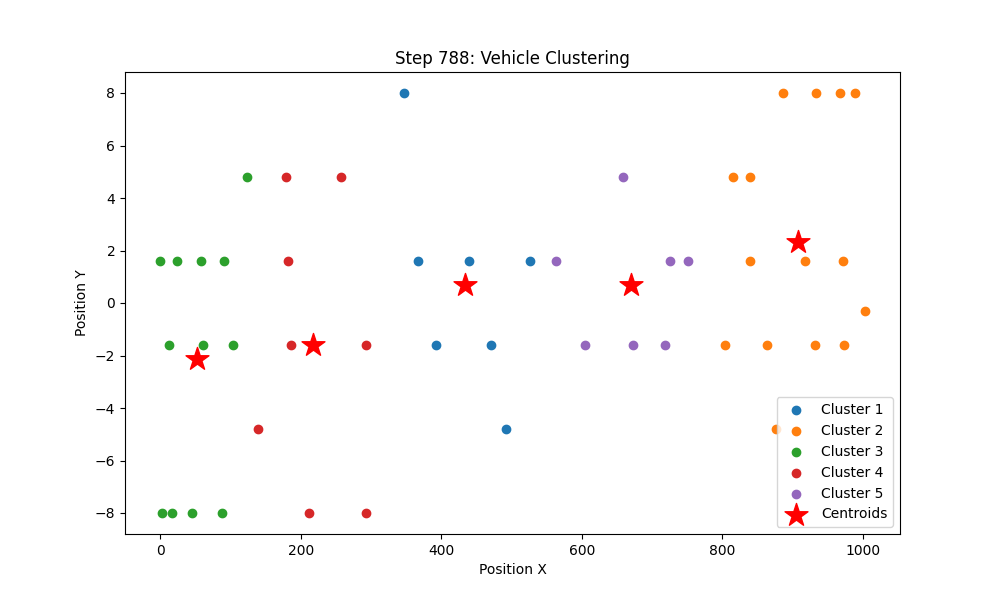 Step 788: Vehicle Clustering
Position Y
8
6
4
2
0
−2
−4
−6
−8
Cluster 1
Cluster 2
Cluster 3
Cluster 4
Cluster 5
Centroids
0 200 400 600 800 1000
Position X